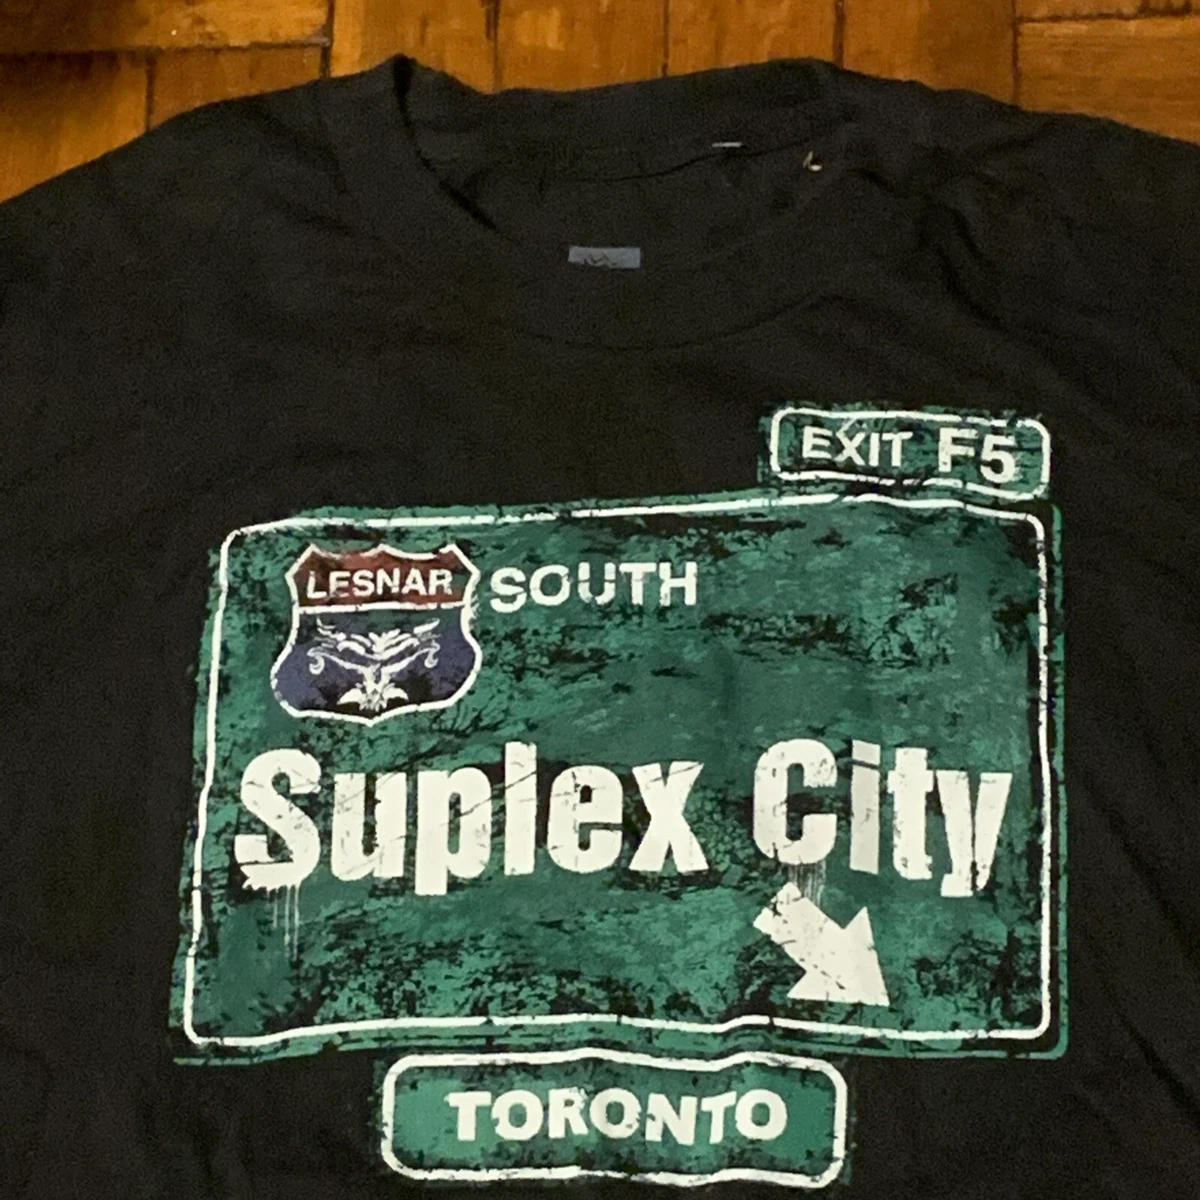 EXIT F5
LESNAR SOUTH
Suplex City
TORONTO